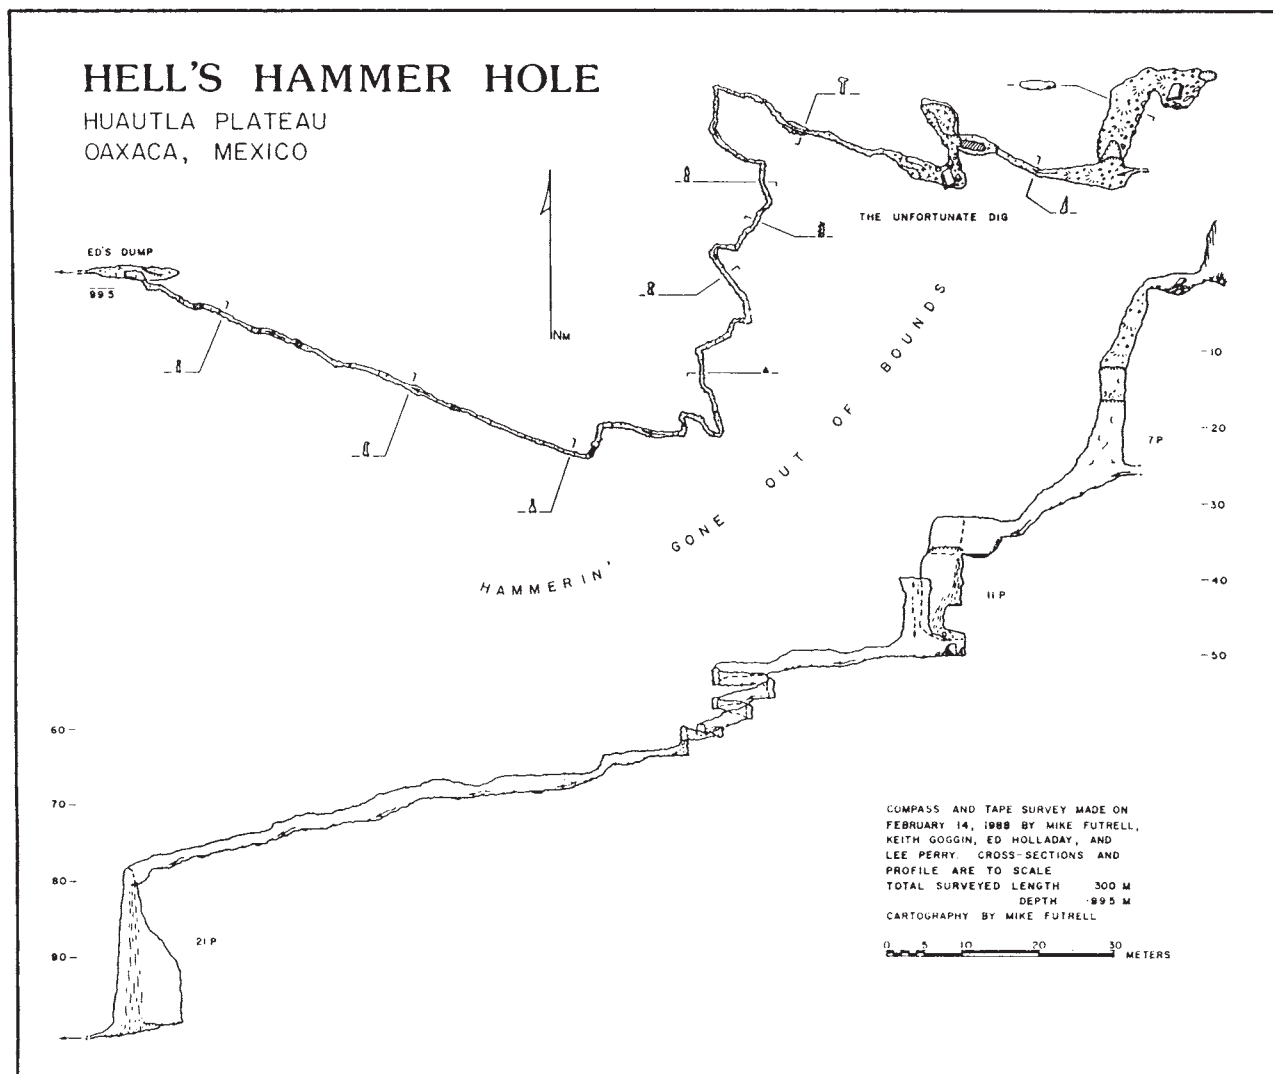 HELL'S HAMMER HOLE
HUAUTLA PLATEAU
OAXACA, MEXICO
THE UNFORTUNATE DIG
ED'S DUMP
99.5
NM
HAMMERIN' GONE OUT OF BOUNDS
-10
7P
-20
-30
-40
11P
-50
60-
70-
80-
90-
21P
COMPASS AND TAPE SURVEY MADE ON
FEBRUARY 14, 1988 BY MIKE FUTRELL,
KEITH GOGGIN, ED HOLLADAY, AND
LEE PERRY. CROSS-SECTIONS AND
PROFILE ARE TO SCALE
TOTAL SURVEYED LENGTH 300 M
DEPTH -99.5 M
CARTOGRAPHY BY MIKE FUTRELL
0 5 10 20 30
METERS